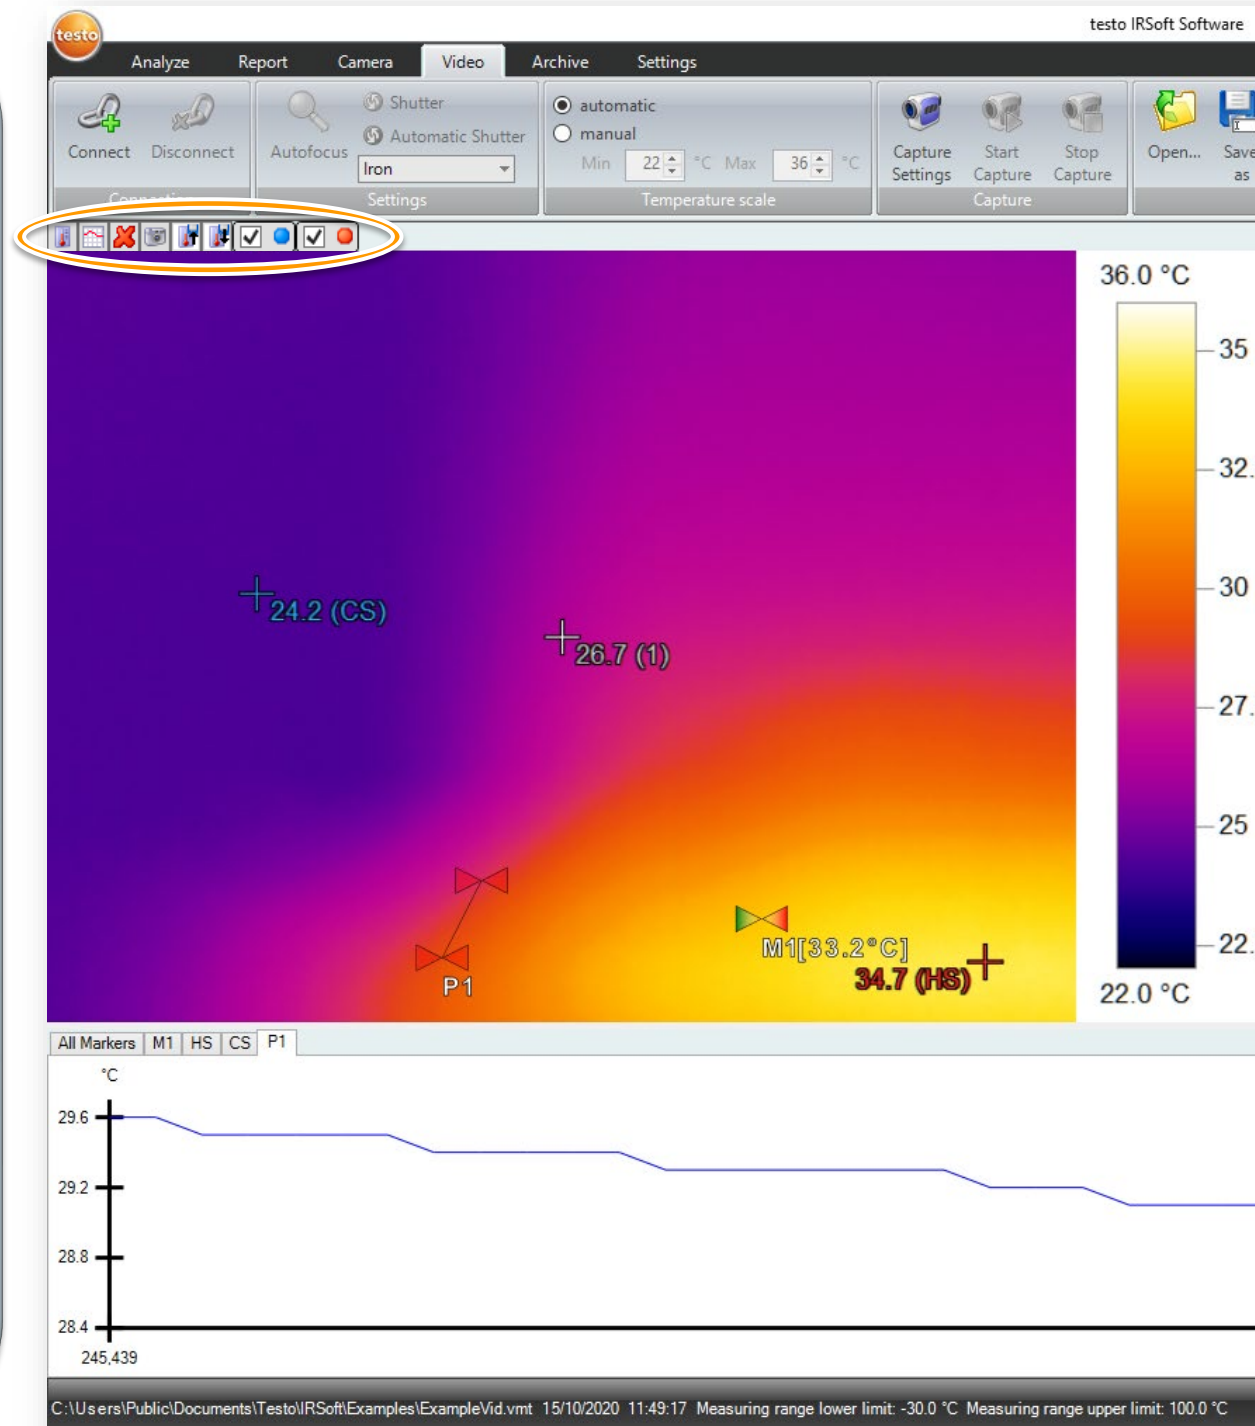 testo IRSoft Software
testo
Analyze Report Camera Video Archive Settings
Connect Disconnect
Autofocus
Shutter
Automatic Shutter
Iron
Settings
automatic
manual
Min 22 °C Max 36 °C
Temperature scale
Capture Settings
Start Capture
Stop Capture
Capture
Open...
Save as
36.0 °C
35
32.
30
27.
25
22.
22.0 °C
24.2 (CS)
26.7 (1)
M1[33.2°C]
34.7 (HS)
P1
All Markers M1 HS CS P1
°C
29.6
29.2
28.8
28.4
245,439
C:\Users\Public\Documents\Testo\IRSoft\Examples\ExampleVid.vmt 15/10/2020 11:49:17 Measuring range lower limit: -30.0 °C Measuring range upper limit: 100.0 °C